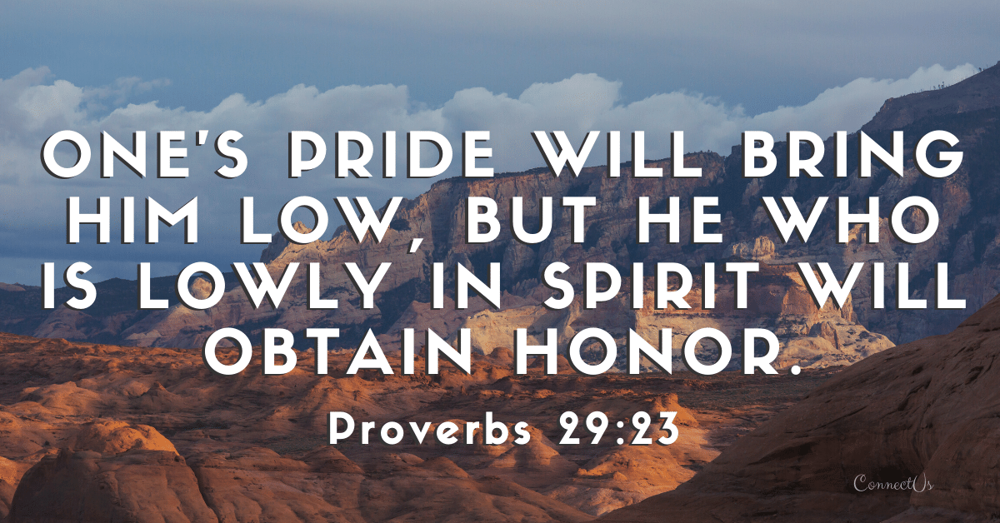 ONE'S PRIDE WILL BRING
HIM LOW, BUT HE WHO
IS LOWLY IN SPIRIT WILL
OBTAIN HONOR.
Proverbs 29:23
ConnectUs